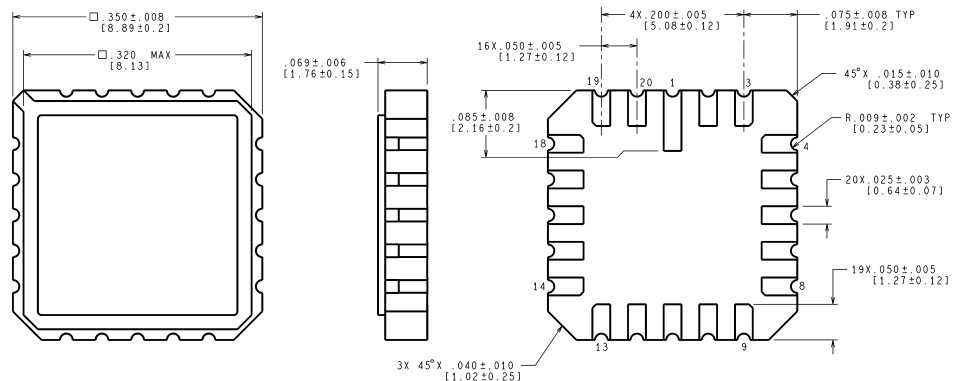 □.350±.008
[8.89±0.2]
□.320 MAX
[8.13]
.069±.006
[1.76±0.15]
4X.200±.005
[5.08±0.12]
.075±.008 TYP
[1.91±0.2]
16X.050±.005
[1.27±0.12]
19
20
1
3
45°X .015±.010
[0.38±0.25]
.085±.008
[2.16±0.2]
R.009±.002 TYP
[0.23±0.05]
18
4
20X.025±.003
[0.64±0.07]
14
8
19X.050±.005
[1.27±0.12]
13
9
3X 45°X .040±.010
[1.02±0.25]